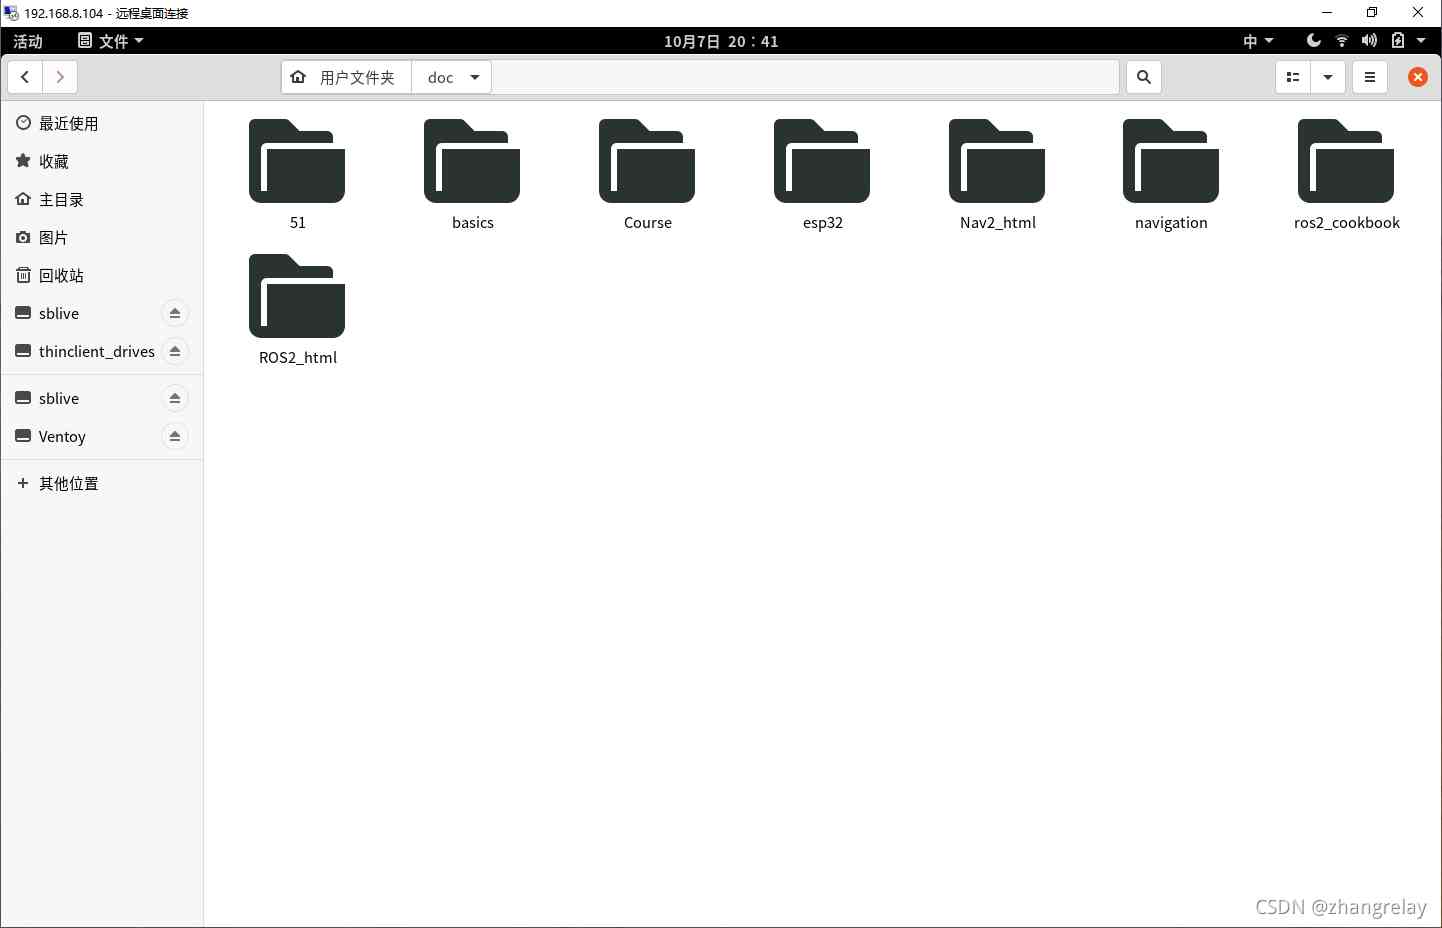 192.168.8.104 - 远程桌面连接
活动 文件 10月7日 20：41 中
用户文件夹 doc
最近使用
收藏
主目录
图片
回收站
sblive
thinclient_drives
sblive
Ventoy
其他位置
51 basics Course esp32 Nav2_html navigation ros2_cookbook
ROS2_html
CSDN @zhangrelay